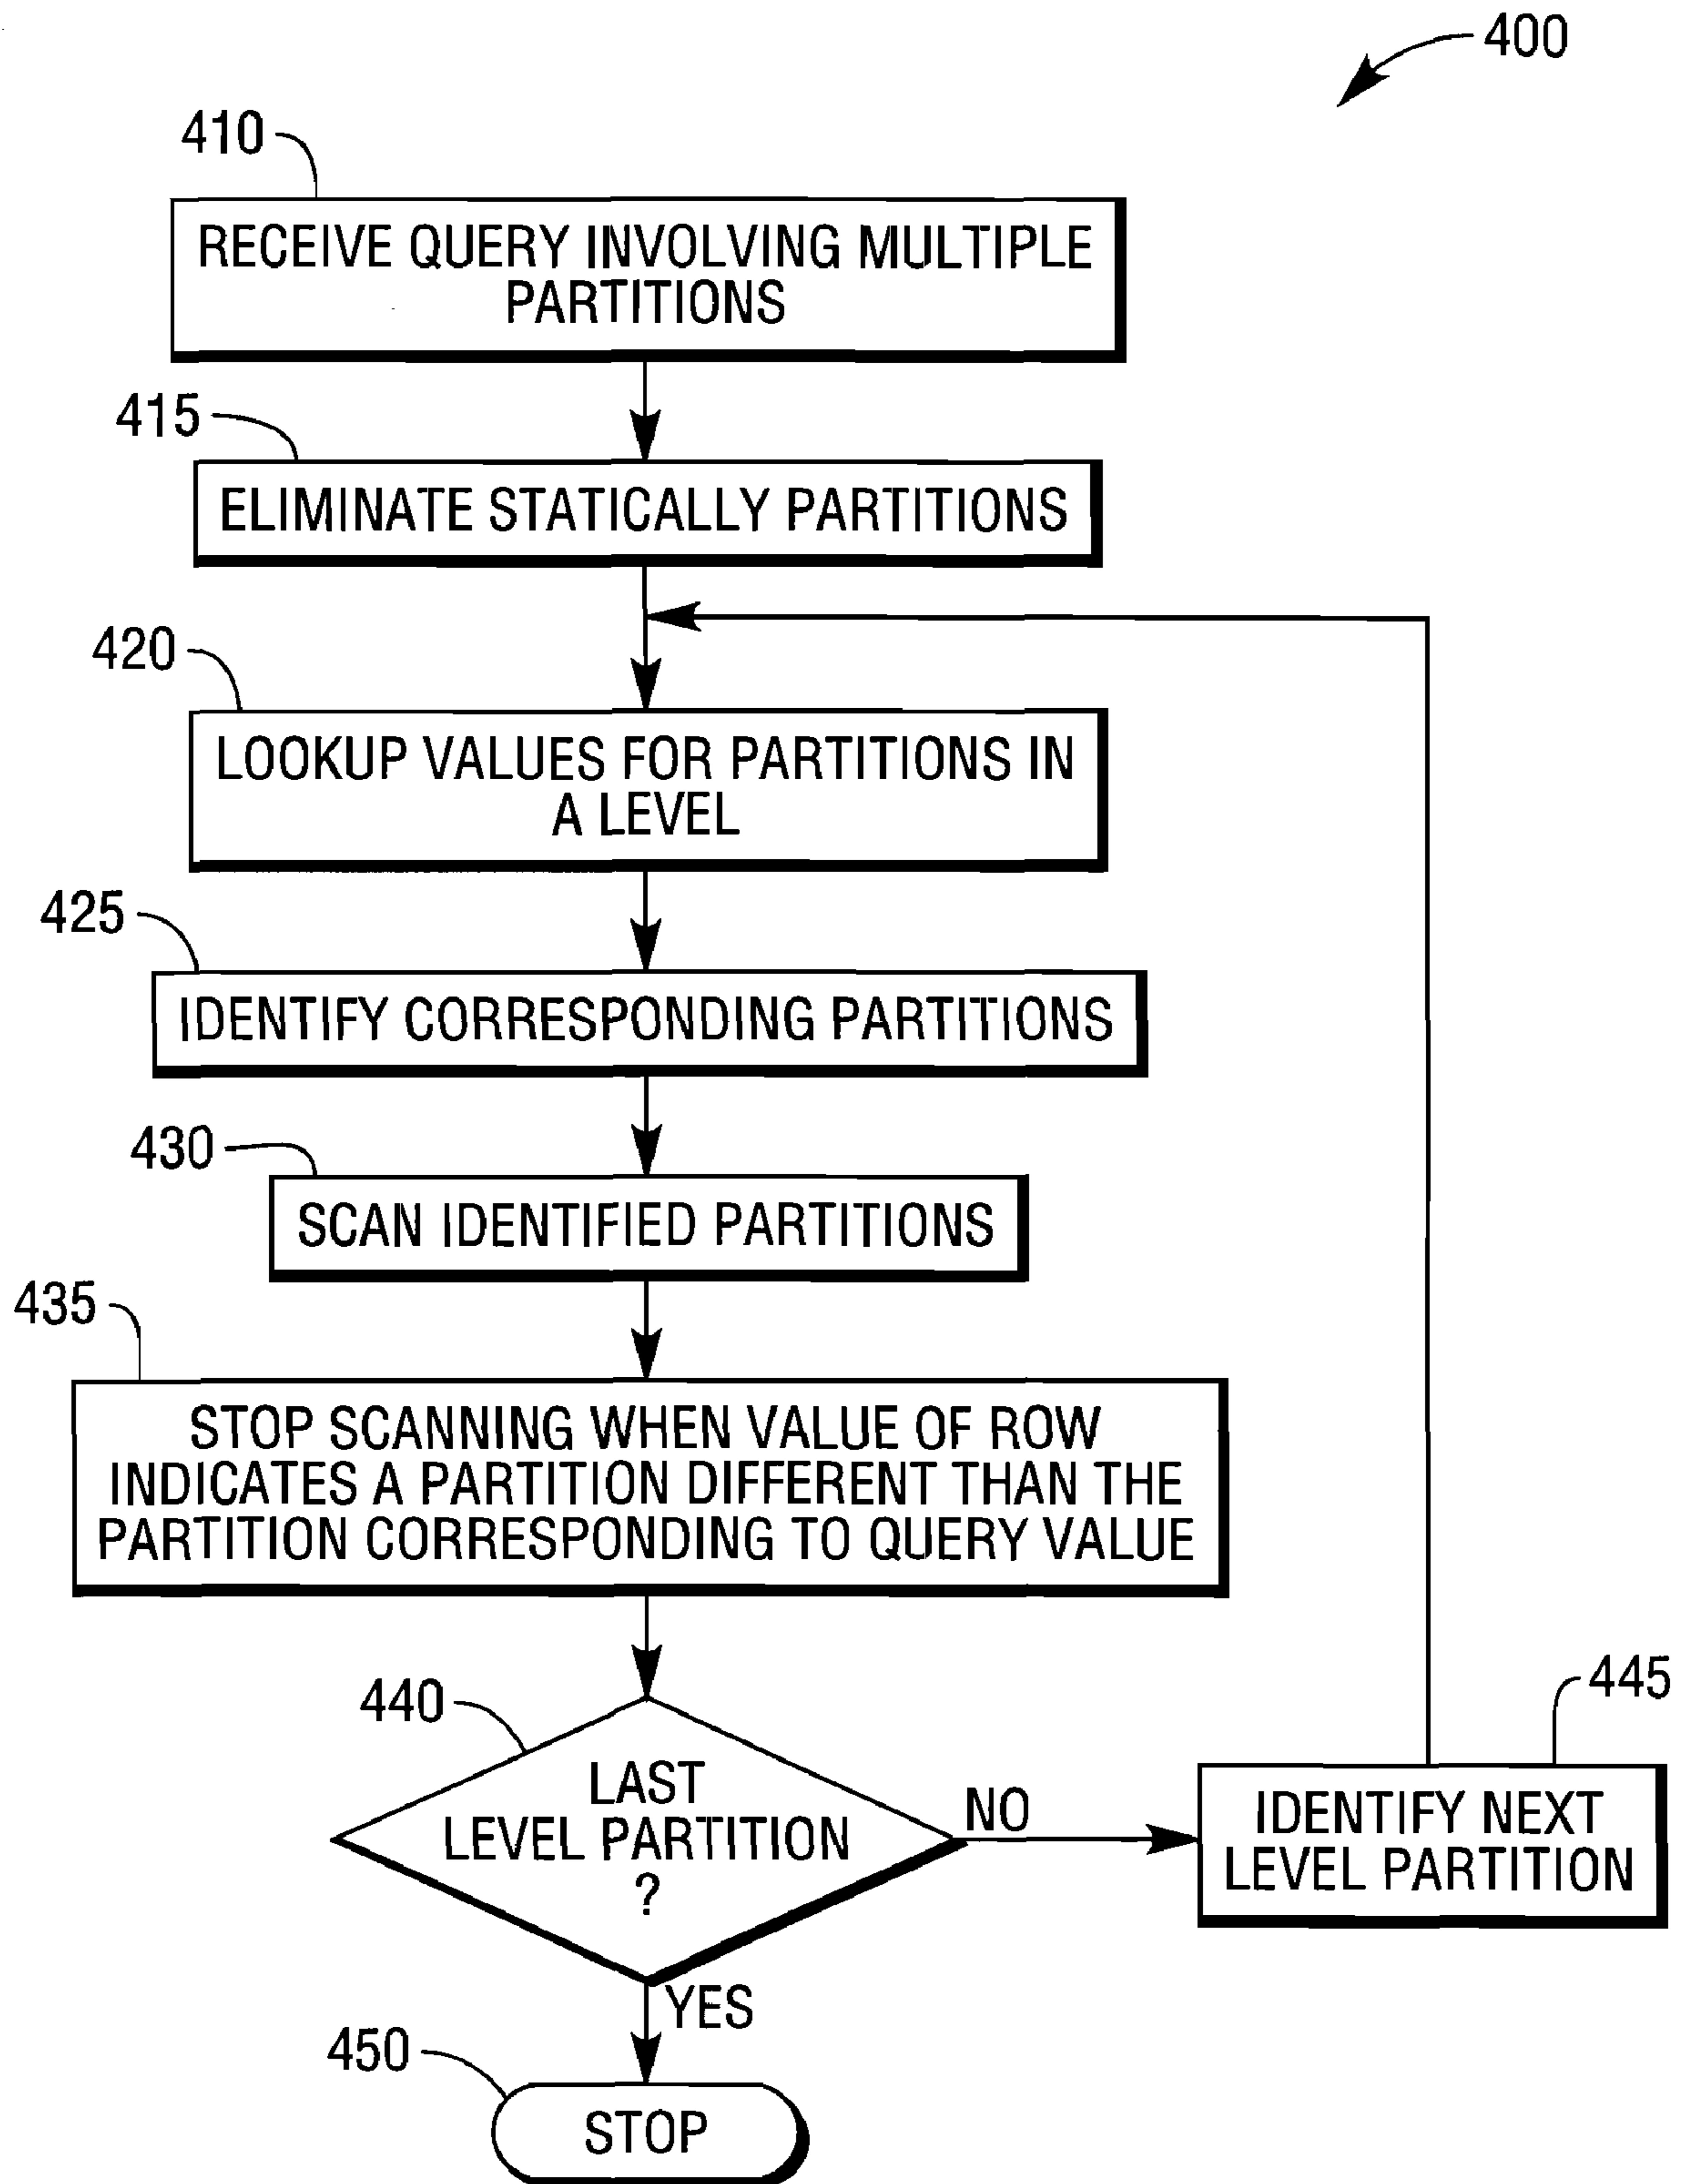 400
410
RECEIVE QUERY INVOLVING MULTIPLE
PARTITIONS
415
ELIMINATE STATICALLY PARTITIONS
420
LOOKUP VALUES FOR PARTITIONS IN
A LEVEL
425
IDENTIFY CORRESPONDING PARTITIONS
430
SCAN IDENTIFIED PARTITIONS
435
STOP SCANNING WHEN VALUE OF ROW
INDICATES A PARTITION DIFFERENT THAN THE
PARTITION CORRESPONDING TO QUERY VALUE
440
LAST
LEVEL PARTITION
?
NO
445
IDENTIFY NEXT
LEVEL PARTITION
YES
450
STOP